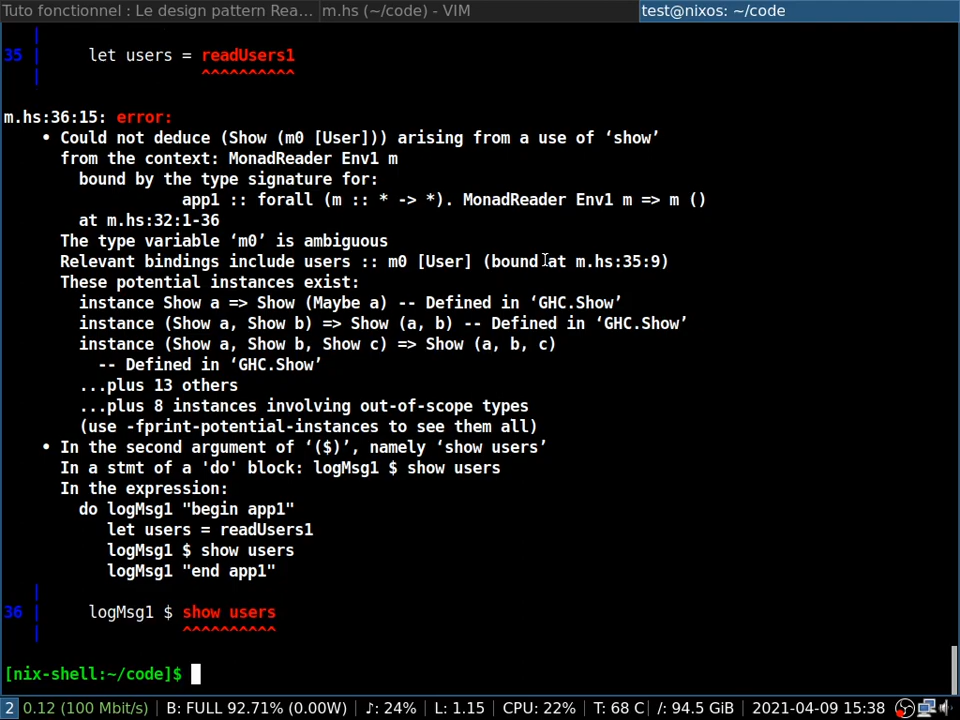 Tuto fonctionnel : Le design pattern Rea... m.hs (~/code) - VIM test@nixos: ~/code
|
35 | let users = readUsers1
| ^^^^^^^^^^
m.hs:36:15: error:
• Could not deduce (Show (m0 [User])) arising from a use of ‘show’
from the context: MonadReader Env1 m
bound by the type signature for:
app1 :: forall (m :: * -> *). MonadReader Env1 m => m ()
at m.hs:32:1-36
The type variable ‘m0’ is ambiguous
Relevant bindings include users :: m0 [User] (bound at m.hs:35:9)
These potential instances exist:
instance Show a => Show (Maybe a) -- Defined in ‘GHC.Show’
instance (Show a, Show b) => Show (a, b) -- Defined in ‘GHC.Show’
instance (Show a, Show b, Show c) => Show (a, b, c)
-- Defined in ‘GHC.Show’
...plus 13 others
...plus 8 instances involving out-of-scope types
(use -fprint-potential-instances to see them all)
• In the second argument of ‘($)’, namely ‘show users’
In a stmt of a 'do' block: logMsg1 $ show users
In the expression:
do logMsg1 "begin app1"
let users = readUsers1
logMsg1 $ show users
logMsg1 "end app1"
|
36 | logMsg1 $ show users
| ^^^^^^^^^^
[nix-shell:~/code]$
2 0.12 (100 Mbit/s) B: FULL 92.71% (0.00W) ♪: 24% L: 1.15 CPU: 22% T: 68 C /: 94.5 GiB 2021-04-09 15:38